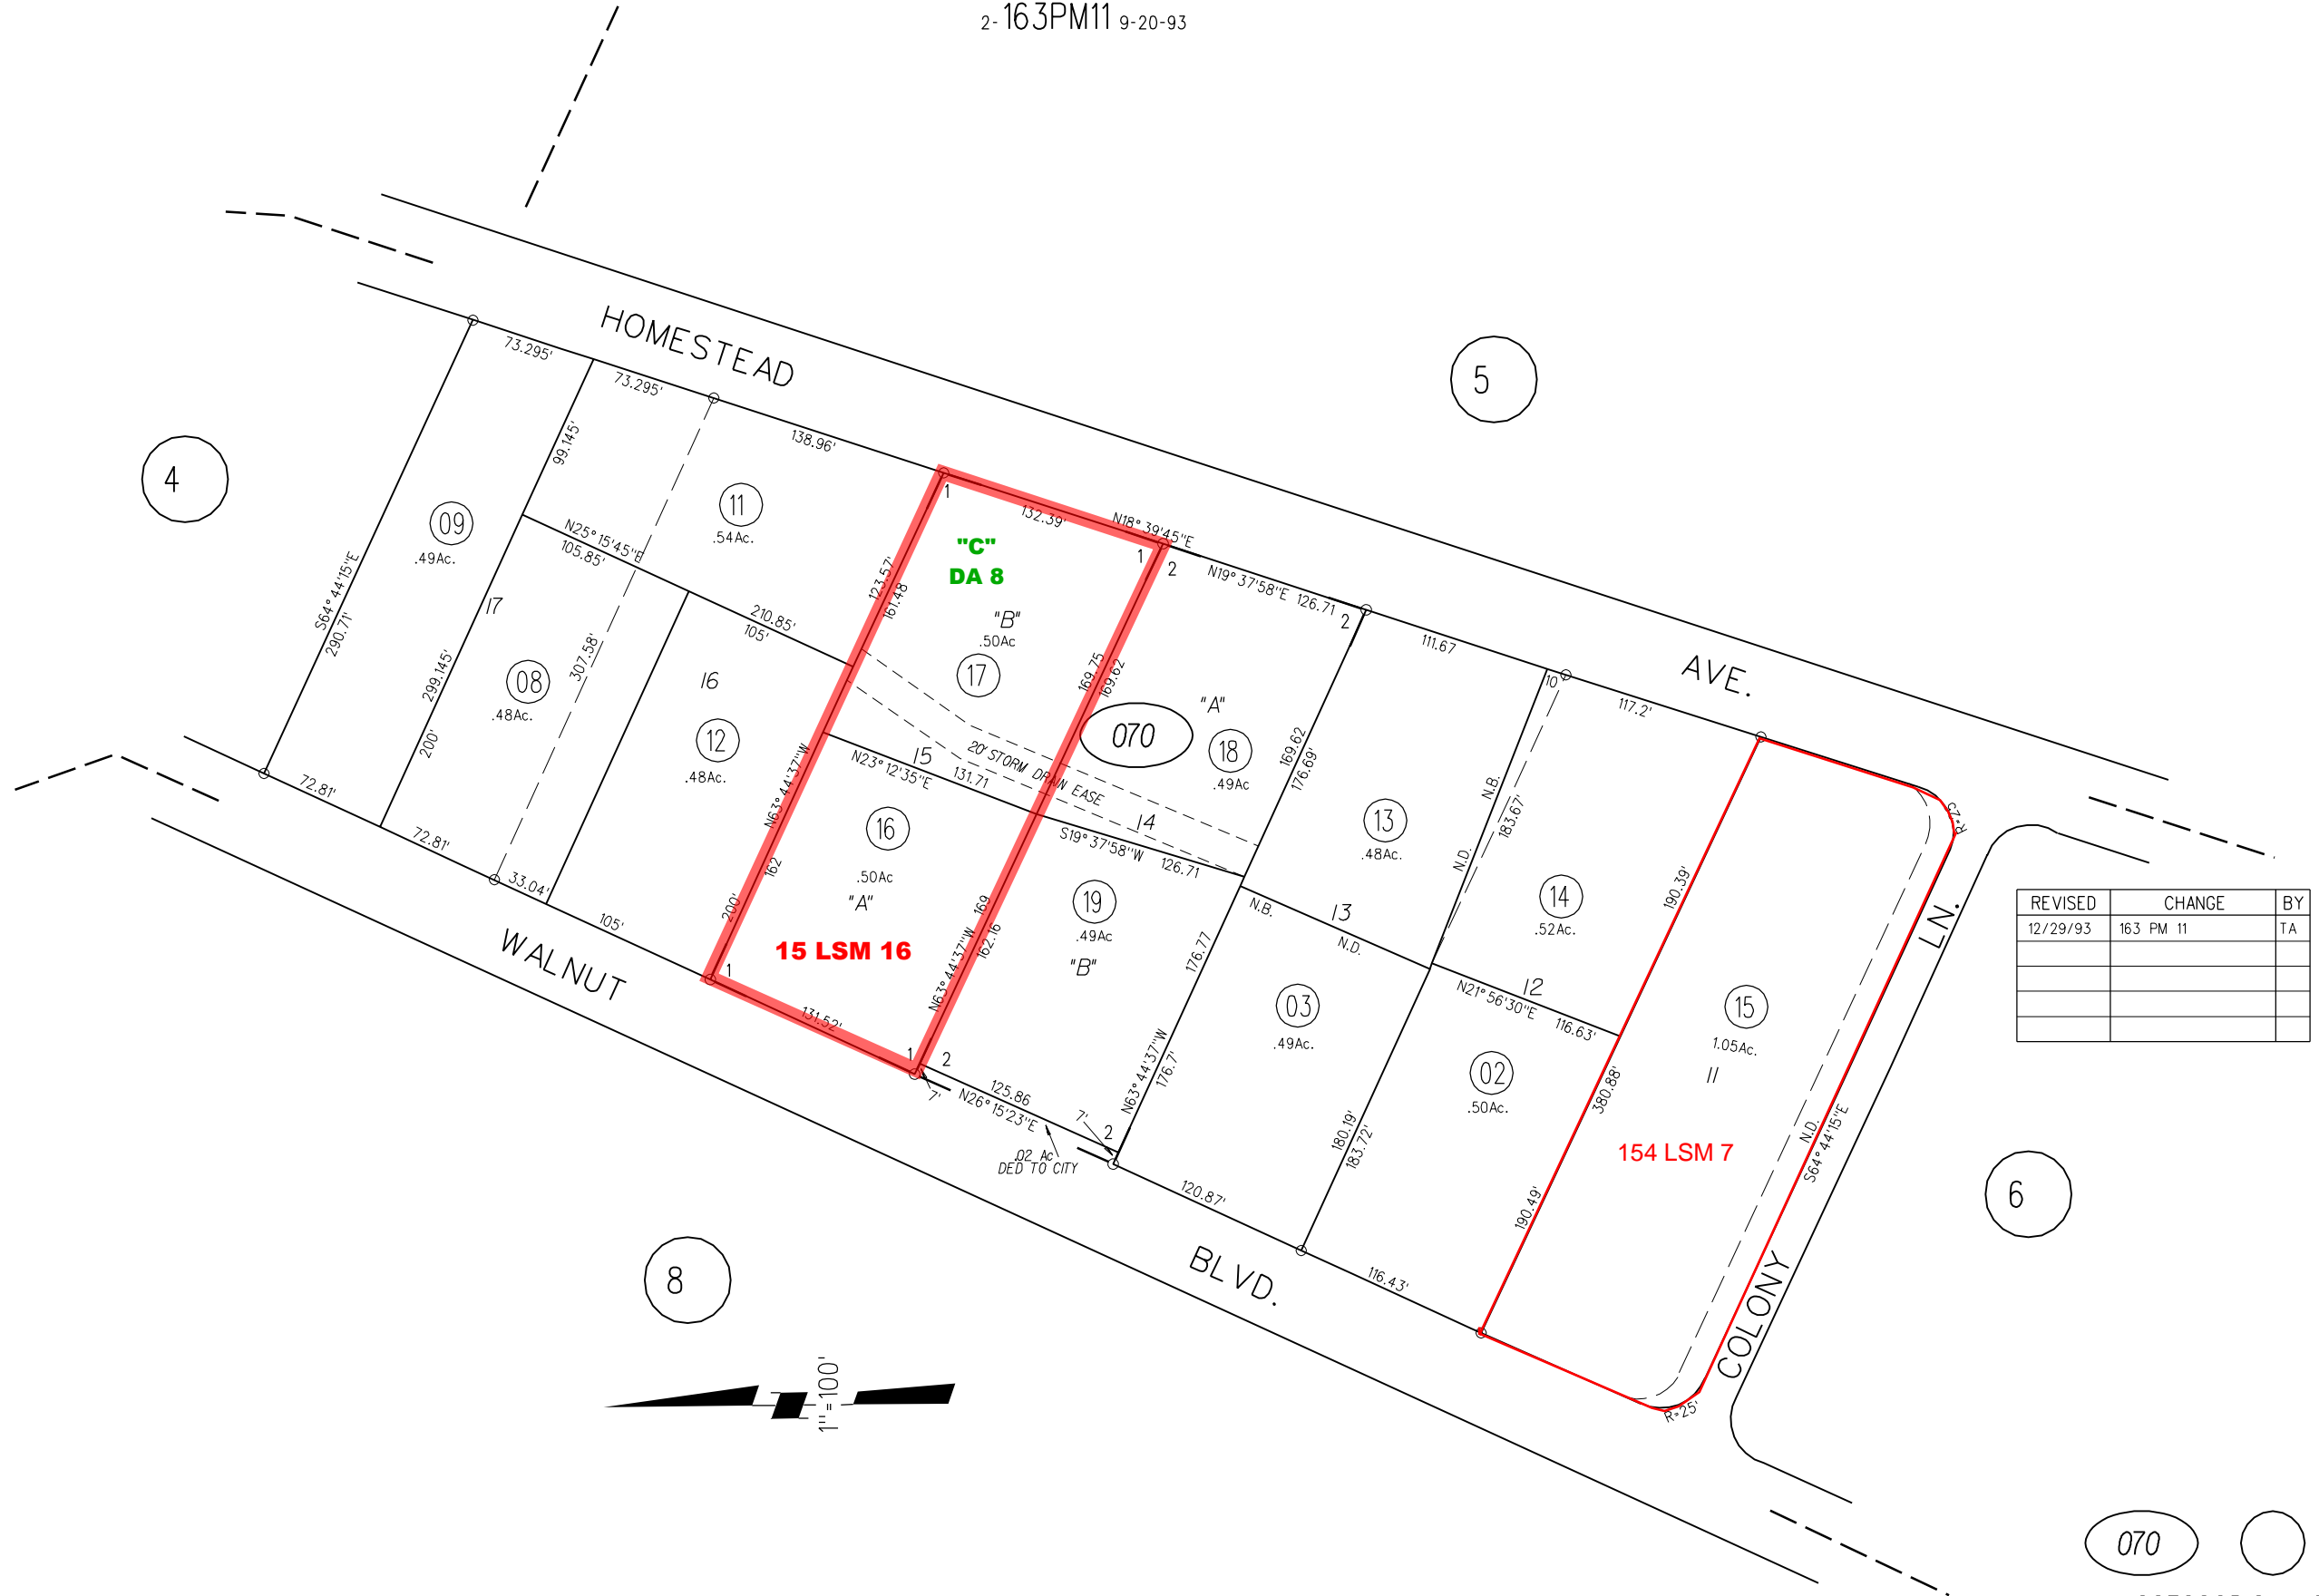 2- 163PM11 9-20-93
HOMESTEAD
AVE.
5
4
73.295'
73.295'
138.96'
132.39'
N18° 39'45"E
N19° 37'58"E 126.71
111.67
117.2'
R=25'
99.145'
09
.49Ac.
S64° 44'15"E
290.71'
17
11
.54Ac.
N25° 15'45"E
105.85'
210.85'
105'
1
123.57'
161.48
"C"
DA 8
"B"
.50Ac
17
1
2
169.75
169.62
070
"A"
18
.49Ac
2
169.62
176.69'
10
N.B.
183.67'
N.D.
299.145'
200'
08
.48Ac.
307.58'
16
12
.48Ac.
N63° 44'37"W
162
200'
15
N23° 12'35"E 131.71
20' STORM DRAIN EASE
14
S19° 37'58"W 126.71
13
.48Ac.
14
.52Ac.
190.39'
16
.50Ac
"A"
15 LSM 16
19
.49Ac
"B"
N63° 44'37"W 169
162.16
N.B.
13
N.D.
176.77
N63° 44'37"W
176.7'
03
.49Ac.
12
N21° 56'30"E 116.63'
02
.50Ac.
15
1.05Ac.
11
380.88'
190.49'
154 LSM 7
N.D.
S64° 44'15"E
LN.
COLONY
REVISED CHANGE BY
12/29/93 163 PM 11 TA
72.81'
72.81'
33.04'
105'
1
131.52'
1
2
7'
125.86
N26° 15'23"E
7'
2
.02 Ac
DED TO CITY
180.19'
183.72'
120.87'
116.43'
R=25'
WALNUT
BLVD.
6
8
1"=100'
070